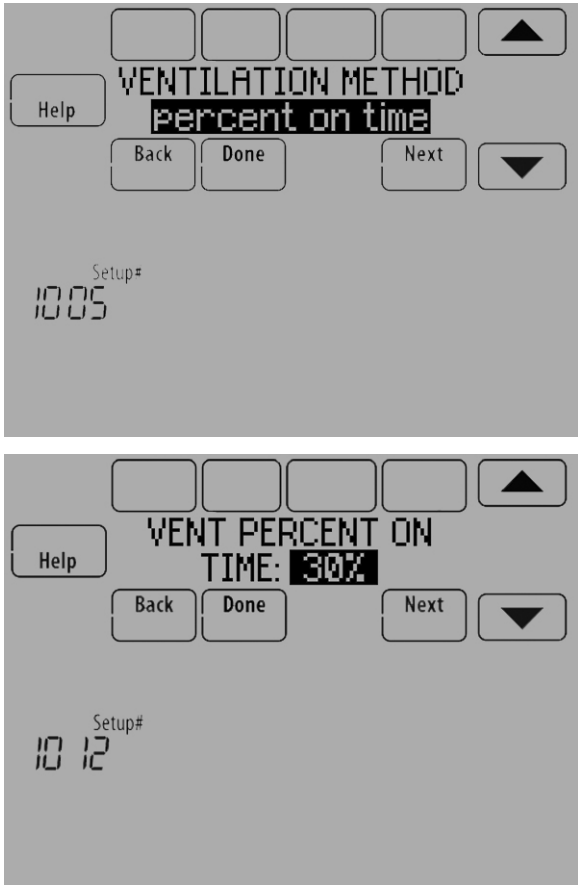 VENTILATION METHOD
Help
percent on time
Back Done Next
Setup#
1005
VENT PERCENT ON
Help
TIME: 30%
Back Done Next
Setup#
1012